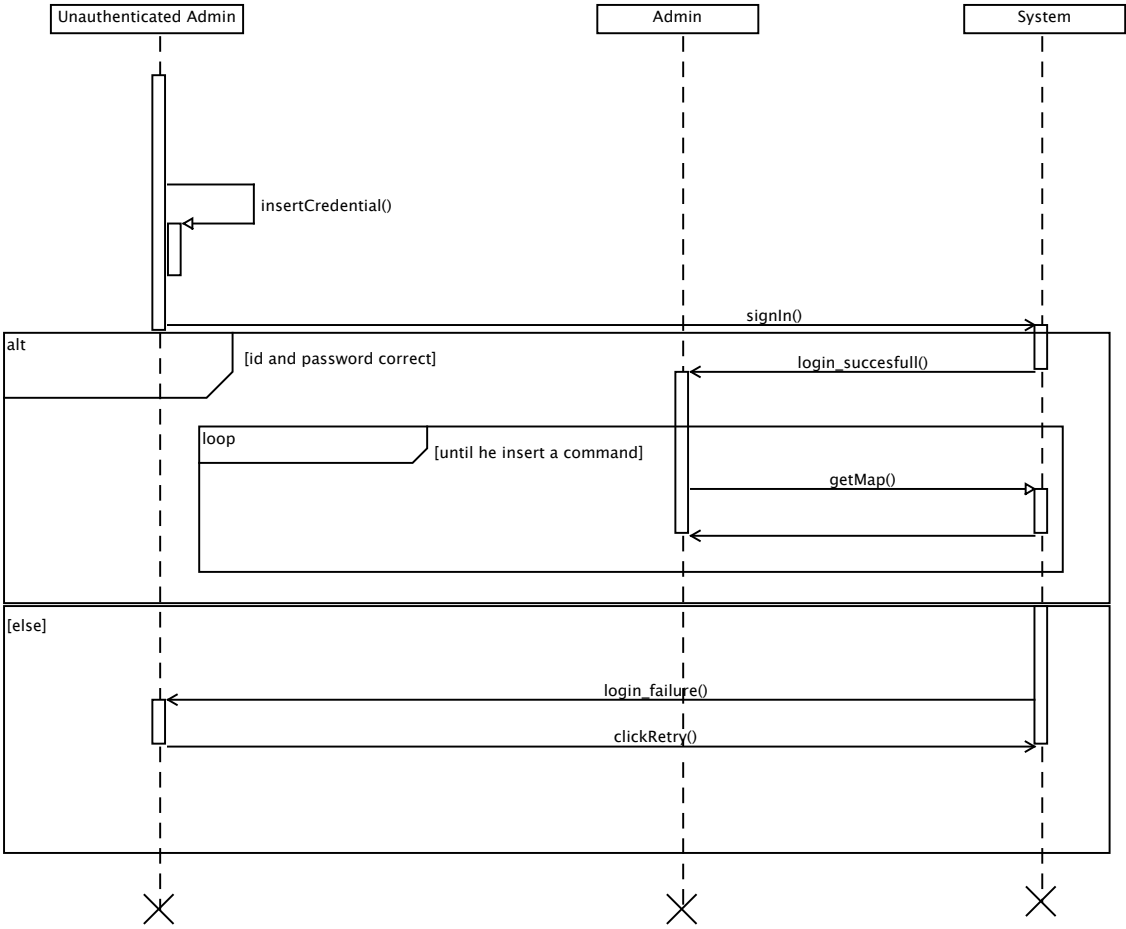 Unauthenticated Admin
Admin
System
insertCredential()
signIn()
alt
[id and password correct]
login_succesfull()
loop
[until he insert a command]
getMap()
[else]
login_failure()
clickRetry()